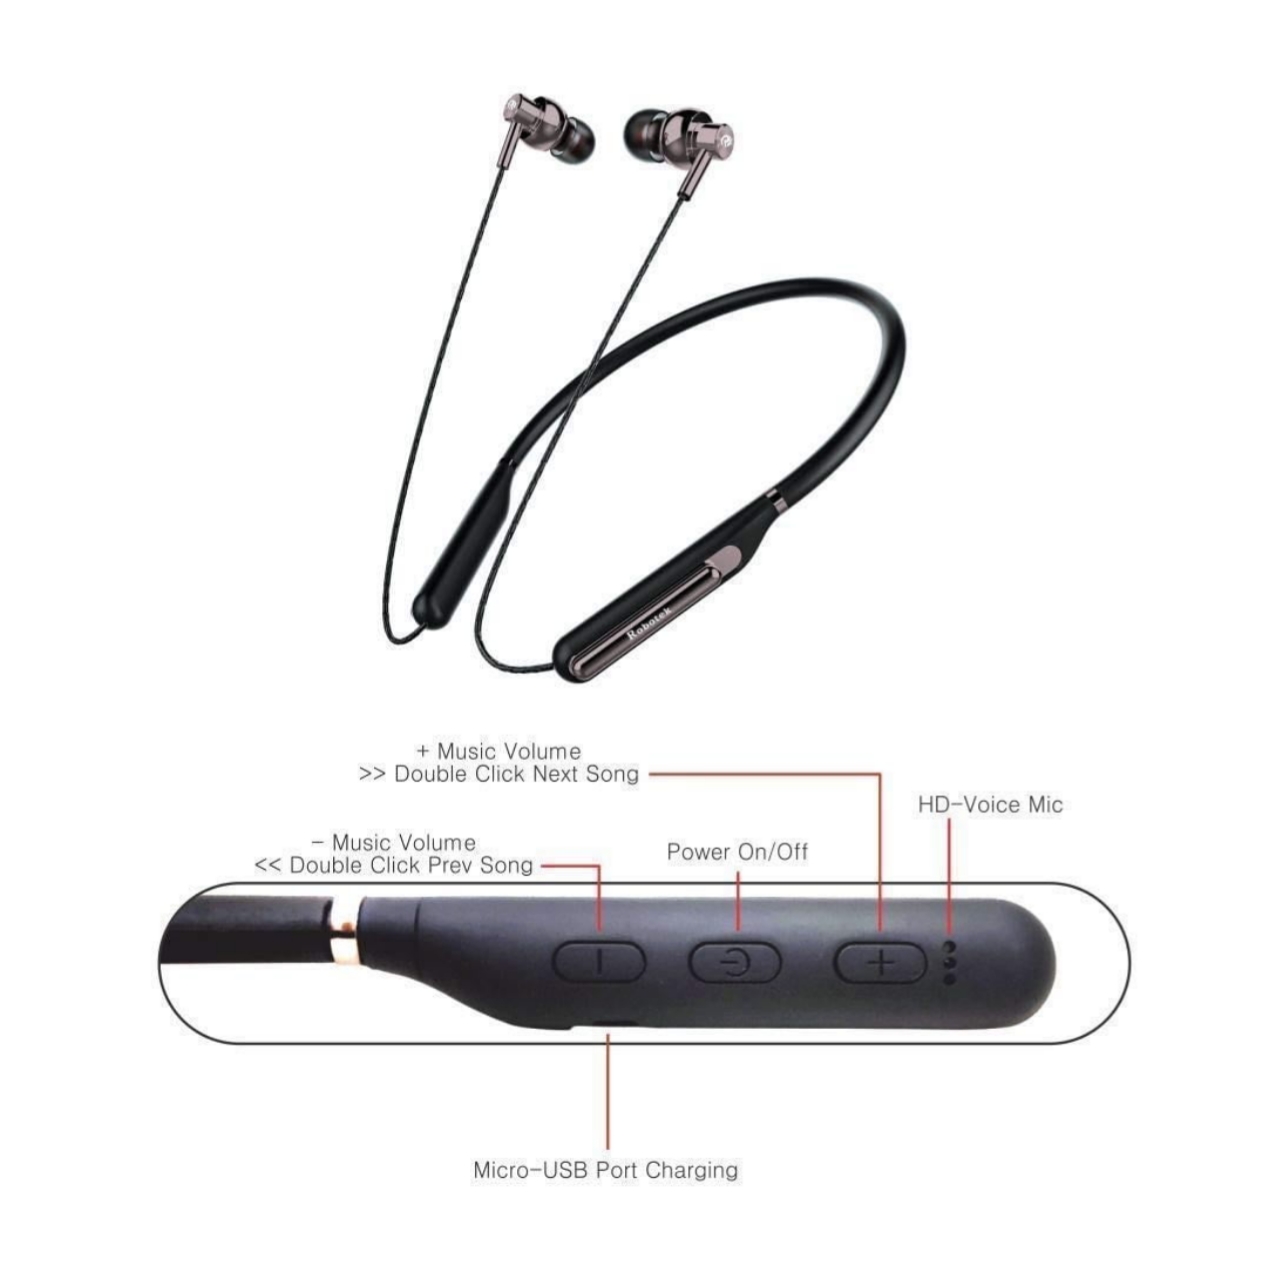 Robotek
+ Music Volume
>> Double Click Next Song
HD-Voice Mic
- Music Volume
<< Double Click Prev Song
Power On/Off
Micro-USB Port Charging